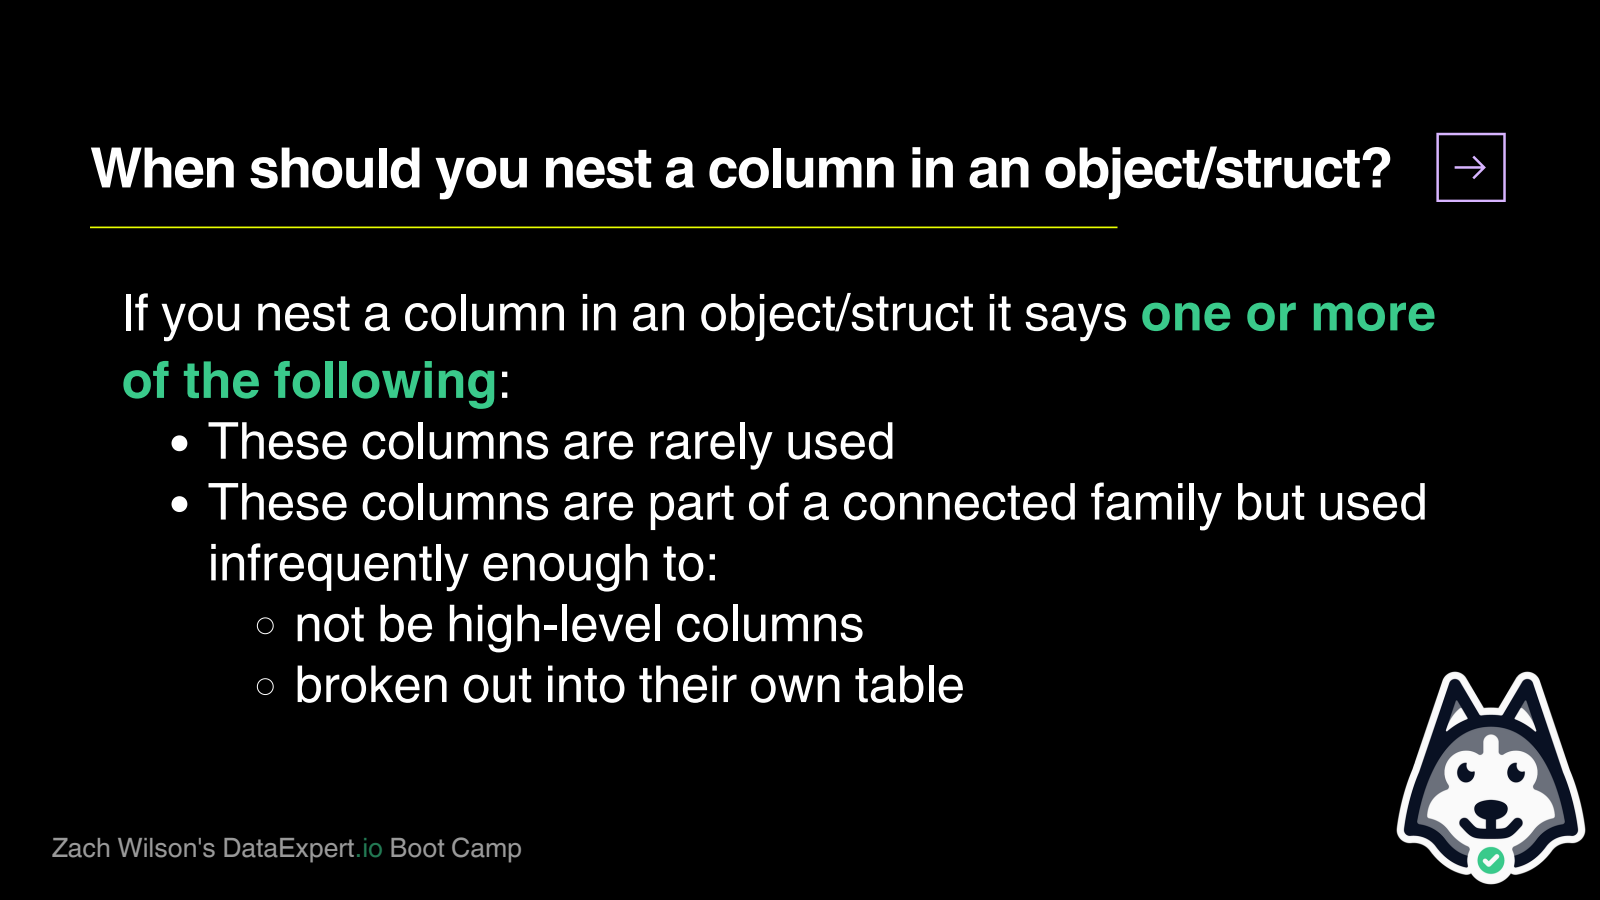 When should you nest a column in an object/struct?
If you nest a column in an object/struct it says one or more
of the following:
These columns are rarely used
These columns are part of a connected family but used
infrequently enough to:
not be high-level columns
broken out into their own table
Zach Wilson's DataExpert.io Boot Camp